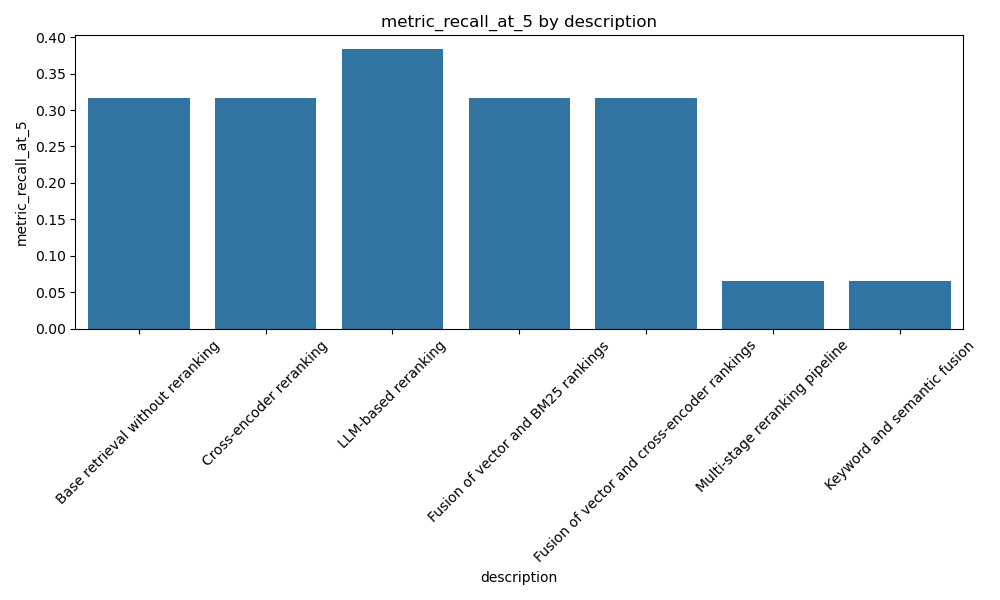 metric_recall_at_5 by description
metric_recall_at_5
0.40
0.35
0.30
0.25
0.20
0.15
0.10
0.05
0.00
Base retrieval without reranking
Cross-encoder reranking
LLM-based reranking
Fusion of vector and BM25 rankings
Fusion of vector and cross-encoder rankings
Multi-stage reranking pipeline
Keyword and semantic fusion
description